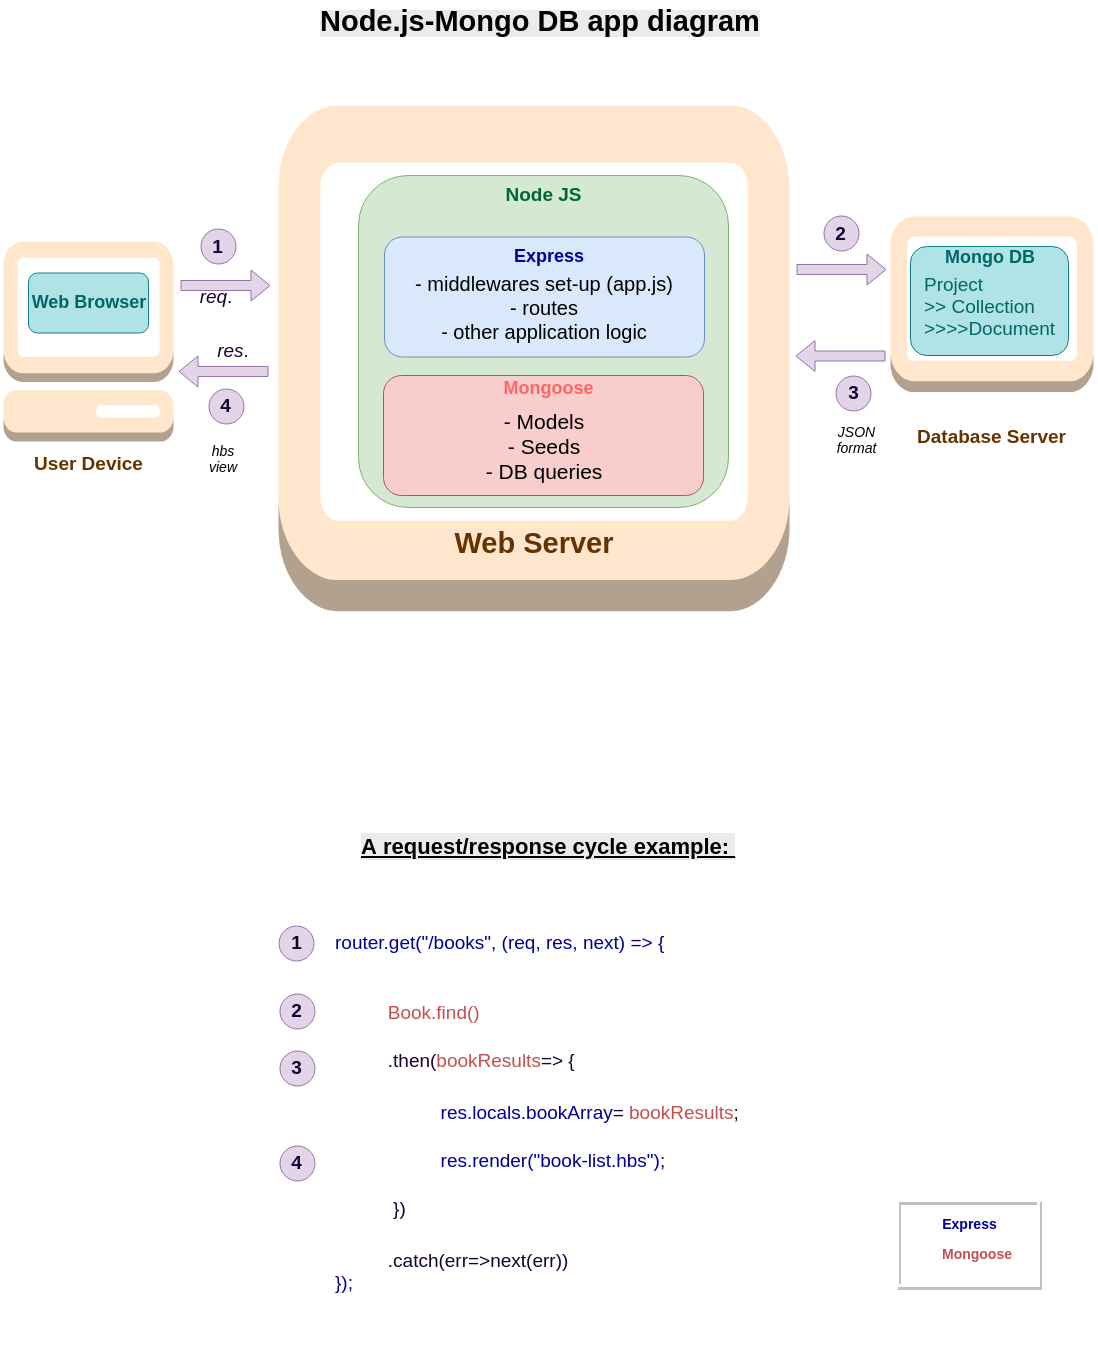 Node.js-Mongo DB app diagram
Node JS
Express
- middlewares set-up (app.js)
- routes
- other application logic
Mongoose
- Models
- Seeds
- DB queries
Web Server
1
req.
res.
4
hbs
view
Web Browser
User Device
2
3
JSON
format
Mongo DB
Project
>> Collection
>>>>Document
Database Server
A request/response cycle example:
1 router.get("/books", (req, res, next) => {
2 Book.find()
3 .then(bookResults=> {
res.locals.bookArray= bookResults;
4 res.render("book-list.hbs");
})
.catch(err=>next(err))
});
Express
Mongoose